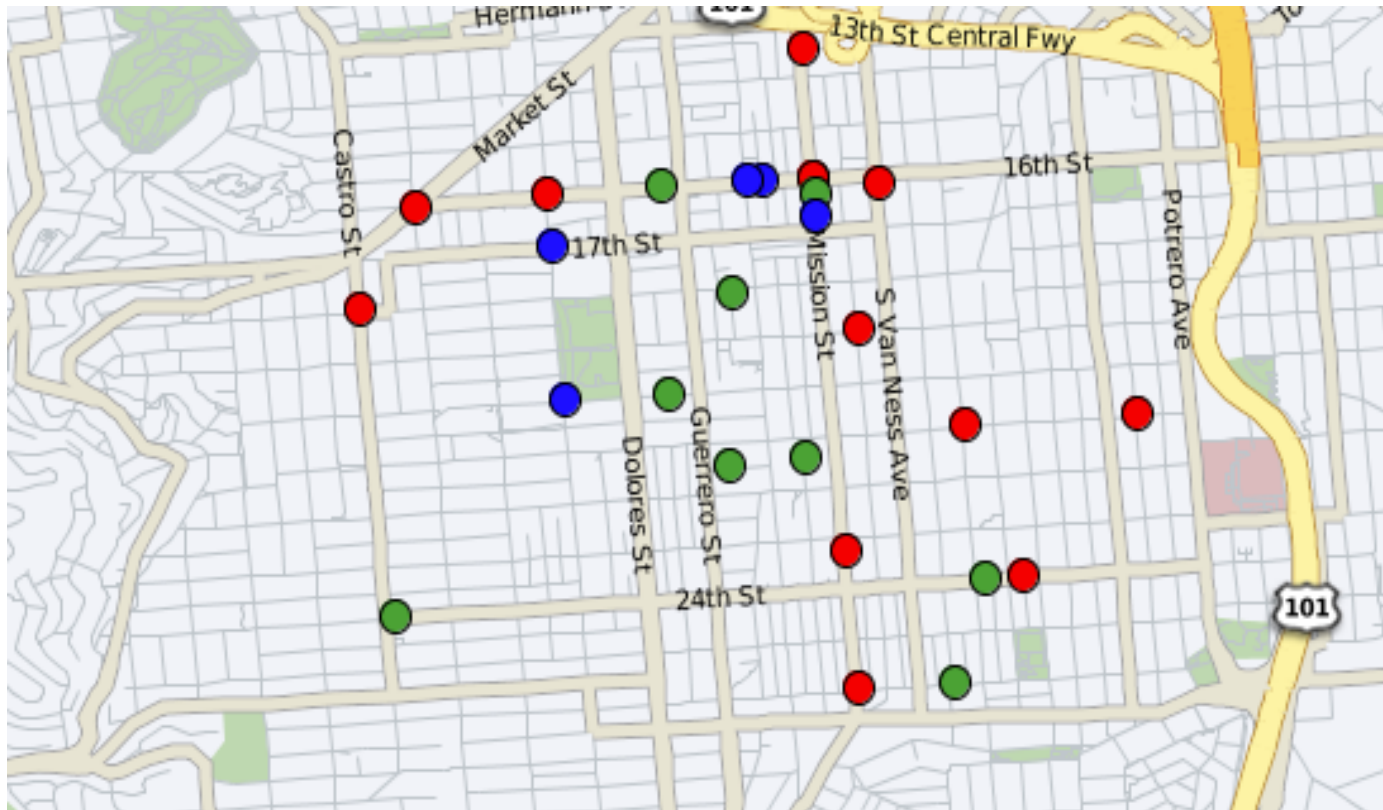 Hermann
101
13th St Central Fwy
Market St
Castro St
16th St
17th St
Potrero Ave
Mission St
S Van Ness Ave
Guerrero St
Dolores St
24th St
101